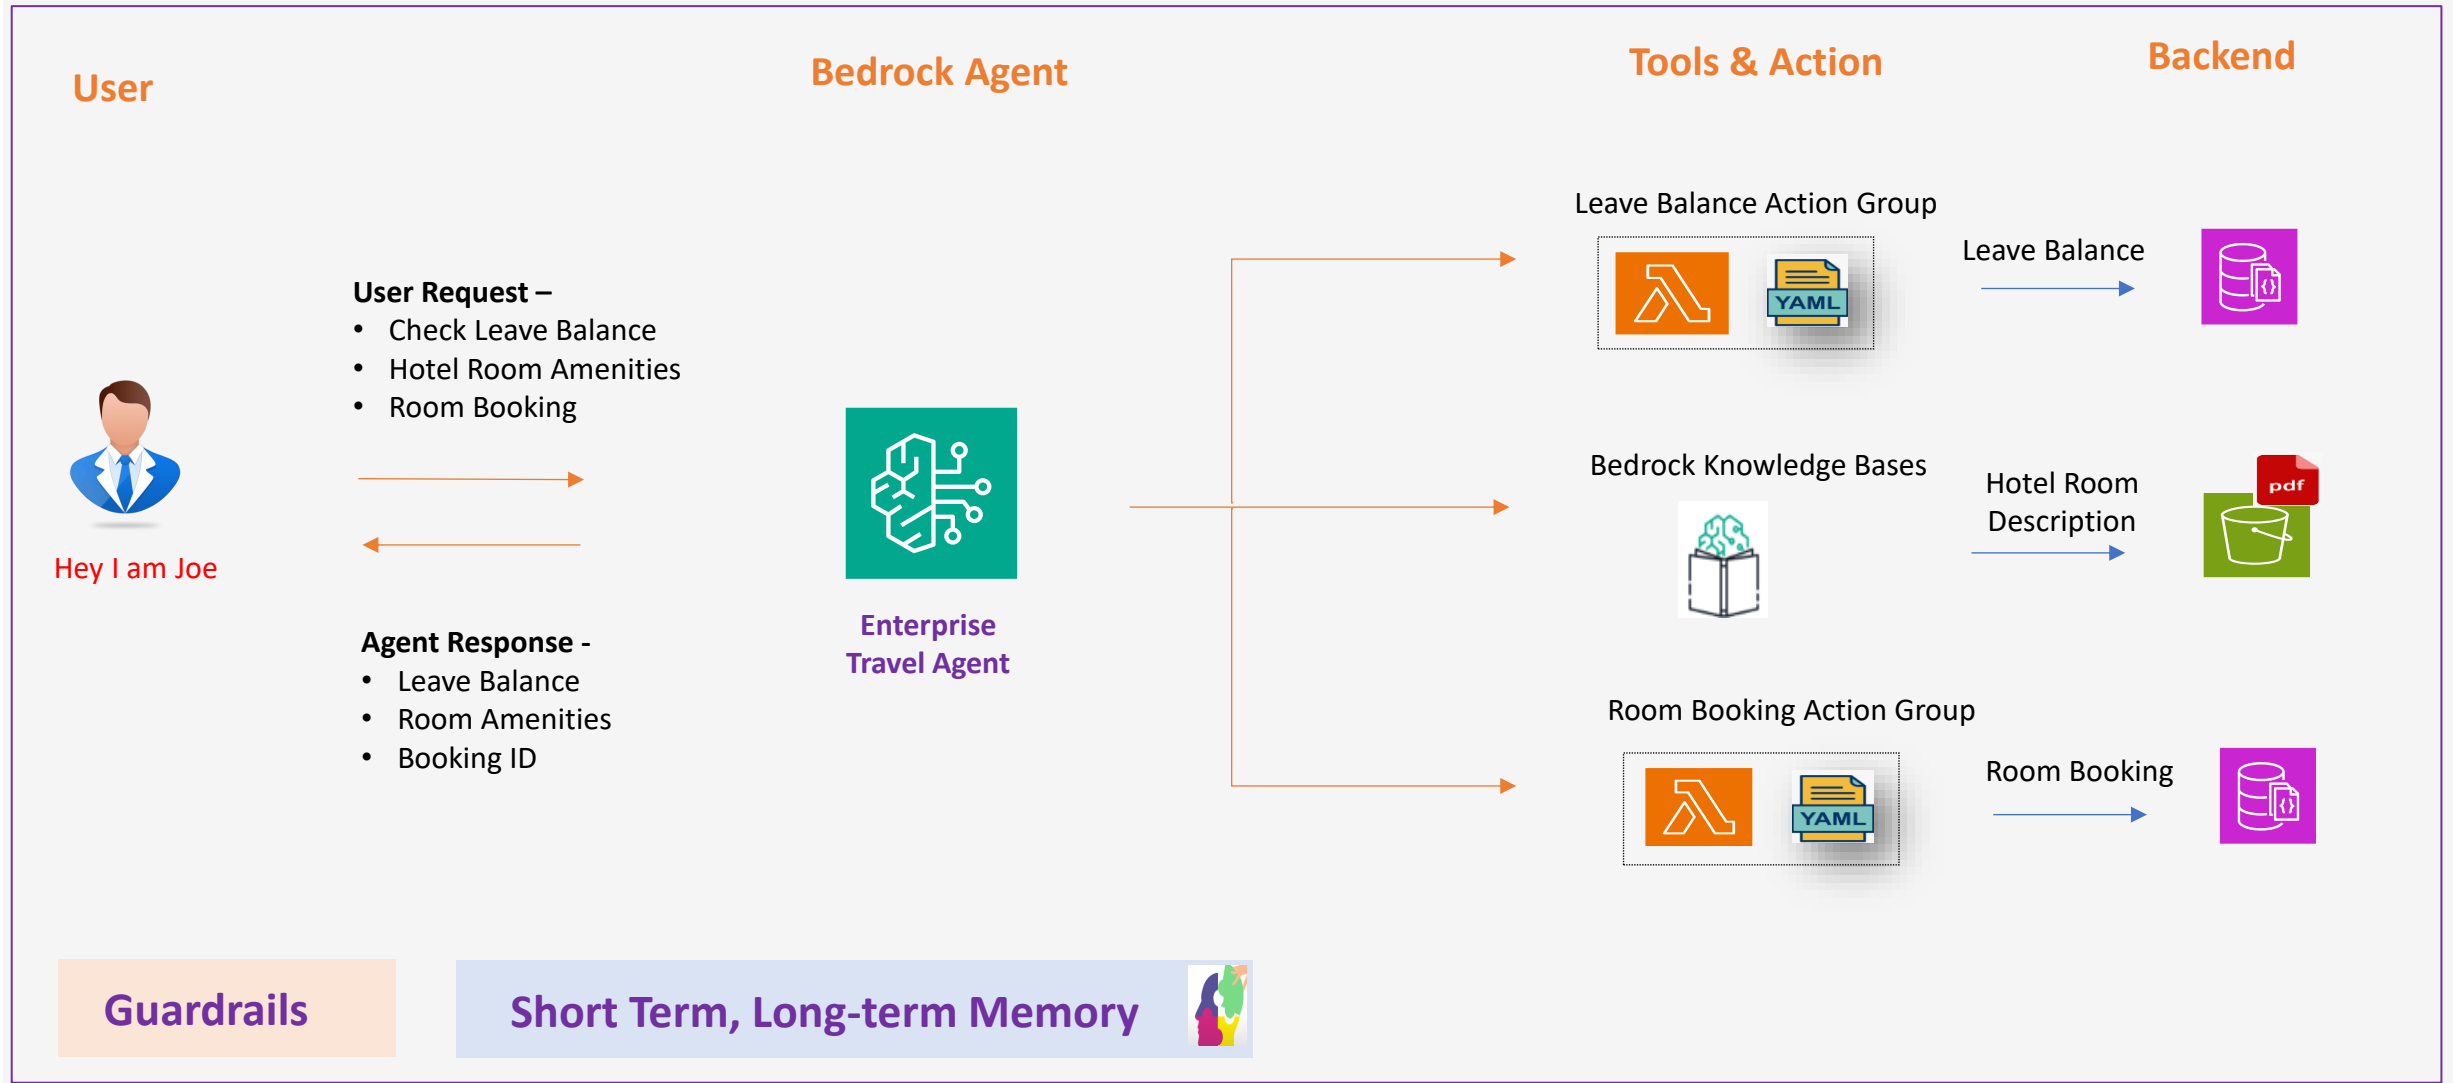 User
Bedrock Agent
Tools & Action
Backend
User Request –
• Check Leave Balance
• Hotel Room Amenities
• Room Booking
Hey I am Joe
Agent Response -
• Leave Balance
• Room Amenities
• Booking ID
Enterprise
Travel Agent
Leave Balance Action Group
YAML
Leave Balance
Bedrock Knowledge Bases
Hotel Room
Description
pdf
Room Booking Action Group
YAML
Room Booking
Guardrails
Short Term, Long-term Memory